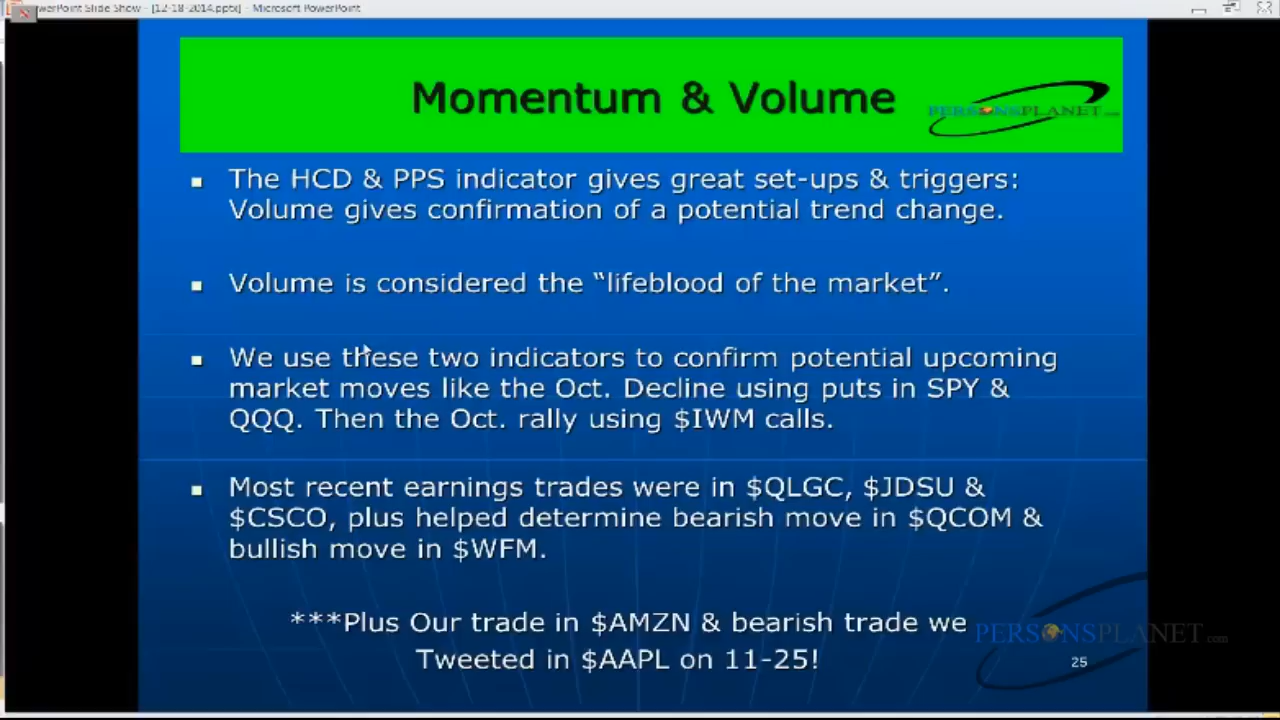 PowerPoint Slide Show - [12-18-2014.pptx] - Microsoft PowerPoint
Momentum & Volume
PERSONSPLANET.com
The HCD & PPS indicator gives great set-ups & triggers:
Volume gives confirmation of a potential trend change.
Volume is considered the “lifeblood of the market”.
We use these two indicators to confirm potential upcoming
market moves like the Oct. Decline using puts in SPY &
QQQ. Then the Oct. rally using $IWM calls.
Most recent earnings trades were in $QLGC, $JDSU &
$CSCO, plus helped determine bearish move in $QCOM &
bullish move in $WFM.
***Plus Our trade in $AMZN & bearish trade we
Tweeted in $AAPL on 11-25!
PERSONSPLANET.com
25